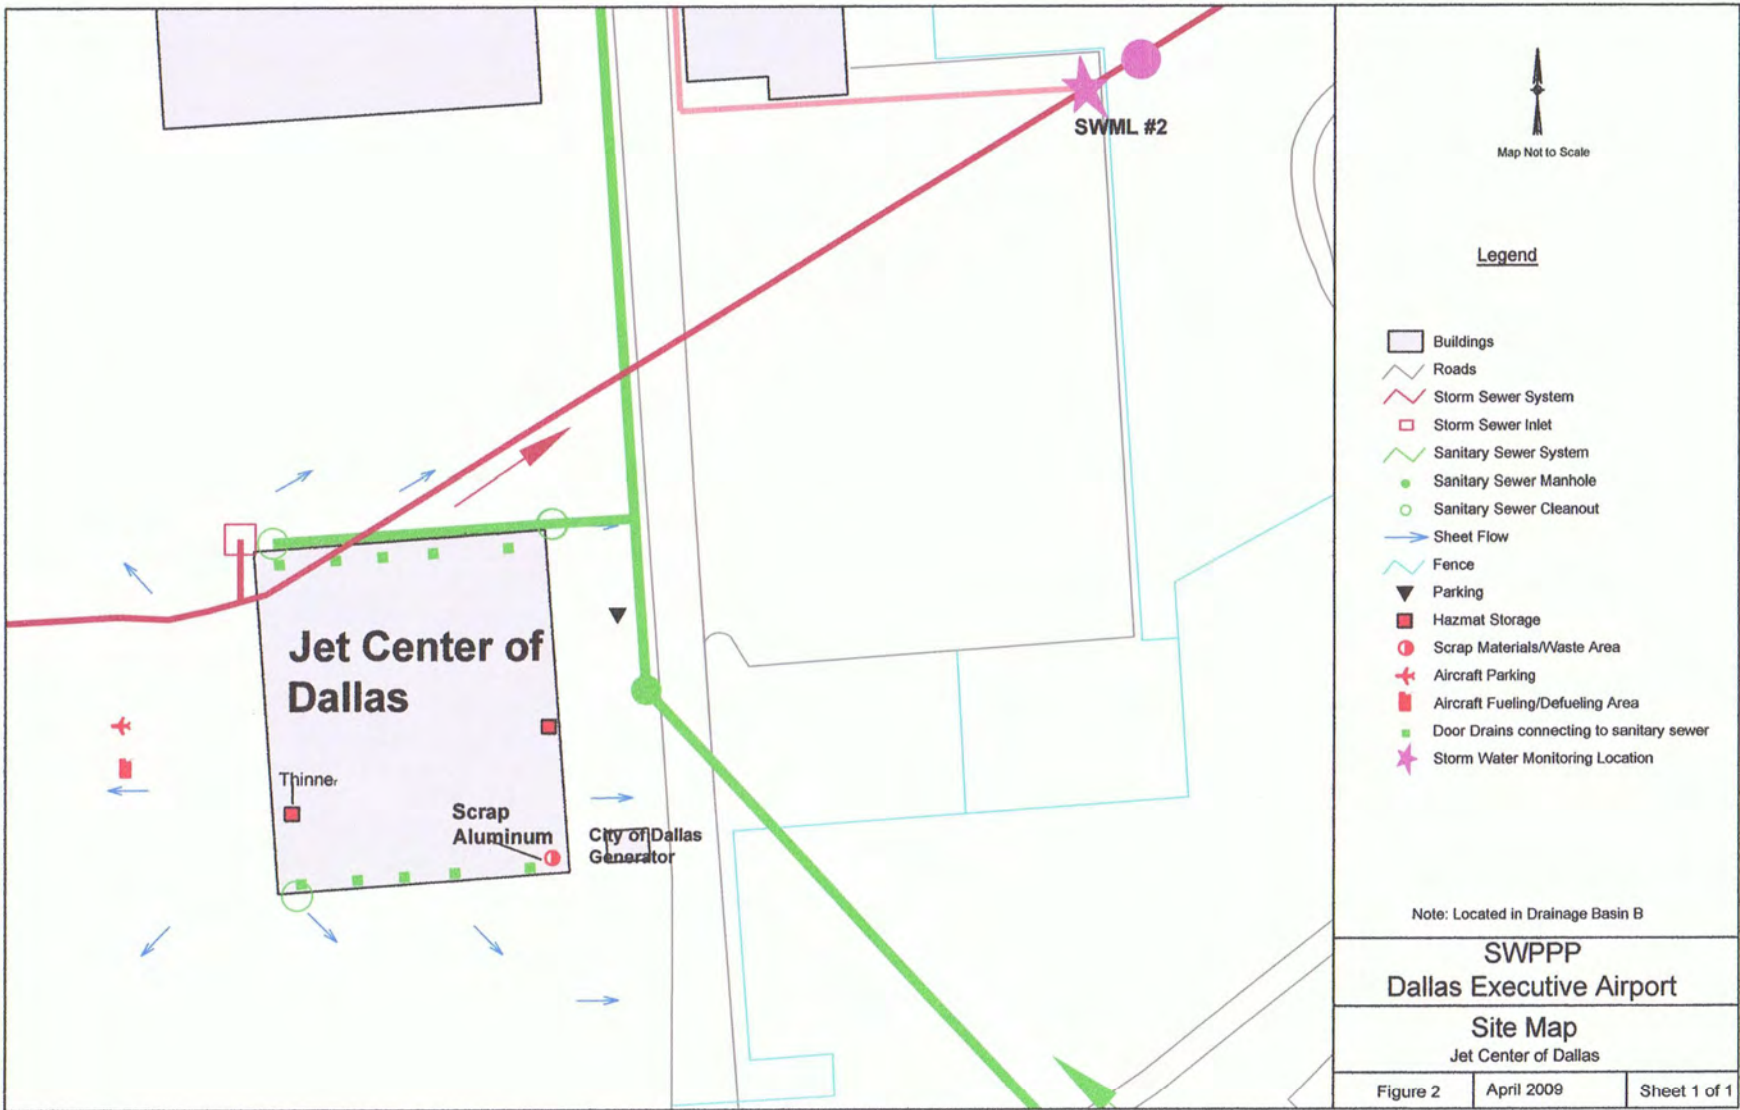 SWML #2
Jet Center of
Dallas
Thinner
Scrap
Aluminum
City of Dallas
Generator
Map Not to Scale
Legend
Buildings
Roads
Storm Sewer System
Storm Sewer Inlet
Sanitary Sewer System
Sanitary Sewer Manhole
Sanitary Sewer Cleanout
Sheet Flow
Fence
Parking
Hazmat Storage
Scrap Materials/Waste Area
Aircraft Parking
Aircraft Fueling/Defueling Area
Door Drains connecting to sanitary sewer
Storm Water Monitoring Location
Note: Located in Drainage Basin B
SWPPP
Dallas Executive Airport
Site Map
Jet Center of Dallas
Figure 2
April 2009
Sheet 1 of 1